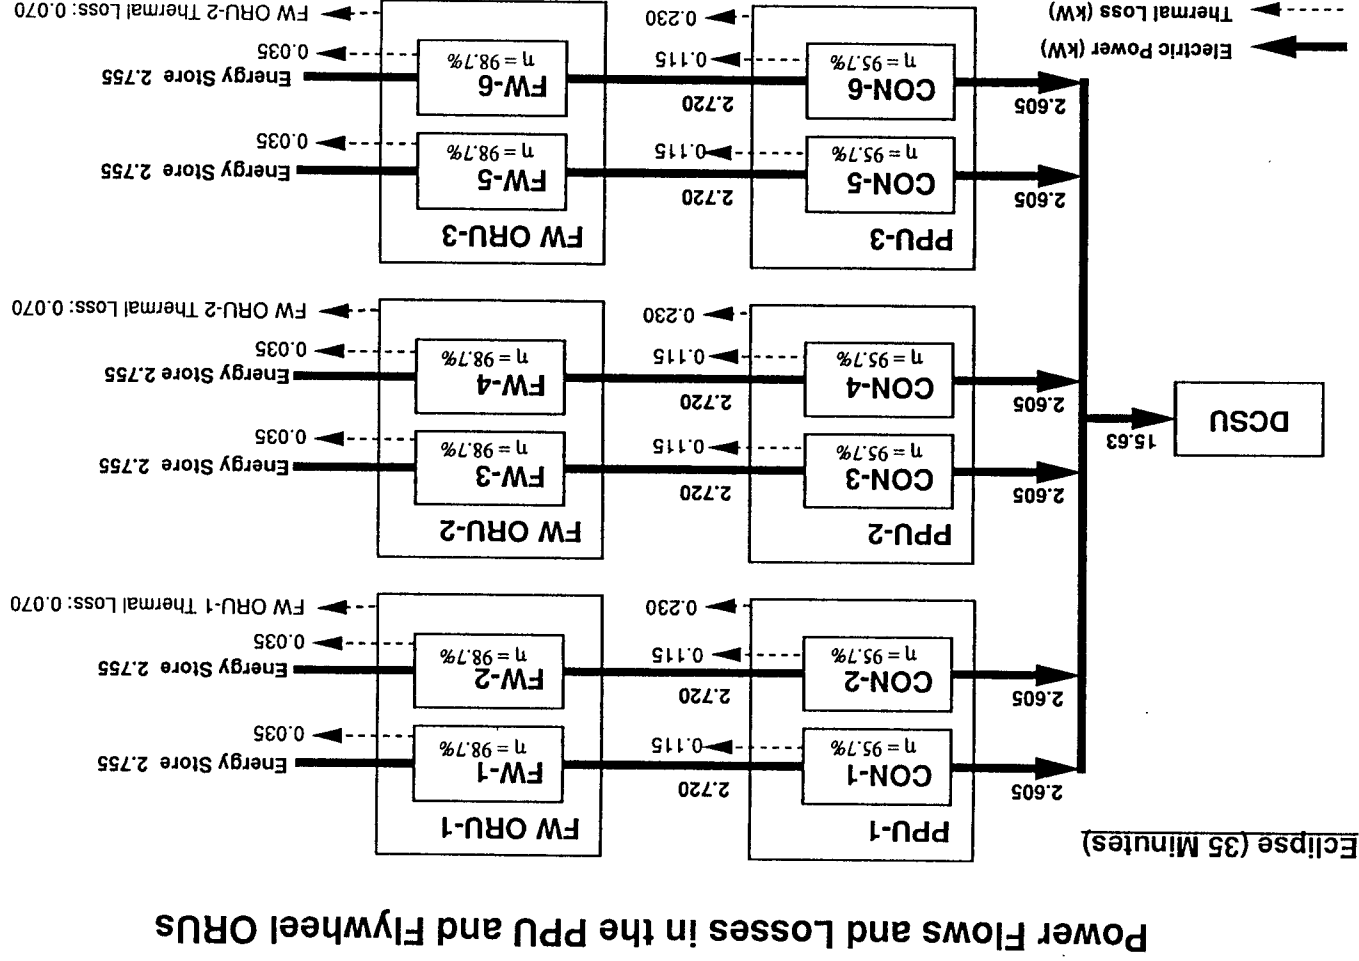 Power Flows and Losses in the PPU and Flywheel ORUs
Eclipse (35 Minutes)
PPU-1
FW ORU-1
2.605
CON-1
η = 95.7%
2.720
0.115
FW-1
η = 98.7%
Energy Store 2.755
0.035
2.605
CON-2
η = 95.7%
2.720
0.115
FW-2
η = 98.7%
Energy Store 2.755
0.035
0.230
FW ORU-1 Thermal Loss: 0.070
PPU-2
FW ORU-2
2.605
CON-3
η = 95.7%
2.720
0.115
FW-3
η = 98.7%
Energy Store 2.755
0.035
DCSU
15.63
2.605
CON-4
η = 95.7%
2.720
0.115
FW-4
η = 98.7%
Energy Store 2.755
0.035
0.230
FW ORU-2 Thermal Loss: 0.070
PPU-3
FW ORU-3
2.605
CON-5
η = 95.7%
2.720
0.115
FW-5
η = 98.7%
Energy Store 2.755
0.035
2.605
CON-6
η = 95.7%
2.720
0.115
FW-6
η = 98.7%
Energy Store 2.755
0.035
0.230
FW ORU-2 Thermal Loss: 0.070
Electric Power (kW)
Thermal Loss (kW)